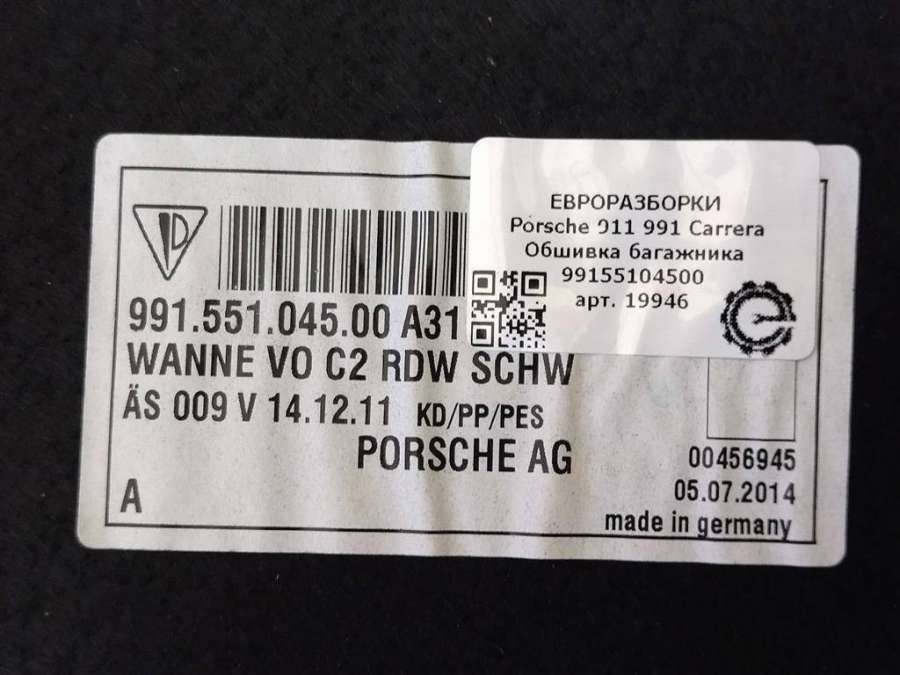 ЕВРОРАЗБОРКИ
Porsche 911 991 Carrera
Обшивка багажника
99155104500
арт. 19946
991.551.045.00 A31
WANNE VO C2 RDW SCHW
ÄS 009 V 14.12.11 KD/PP/PES
PORSCHE AG
A
00456945
05.07.2014
made in germany